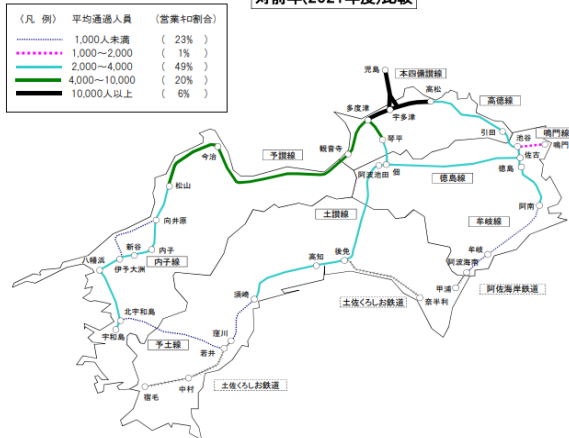 対前年(2021年度)比較
〈凡 例〉 平均通過人員 (営業キロ割合)
1,000人未満 ( 23% )
1,000～2,000 ( 1% )
2,000～4,000 ( 49% )
4,000～10,000 ( 20% )
10,000人以上 ( 6% )
児島
本四備讃線
高松
多度津
宇多津
高徳線
引田
池谷
鳴門線
鳴門
佐古
琴平
観音寺
今治
予讃線
阿波池田
佃
徳島線
徳島
松山
土讃線
阿南
牟岐線
向井原
後免
高知
牟岐
新谷
内子
八幡浜
伊予大洲
内子線
阿波海南
甲浦
阿佐海岸鉄道
須崎
土佐くろしお鉄道
奈半利
北宇和島
宇和島
予土線
窪川
若井
中村
土佐くろしお鉄道
宿毛